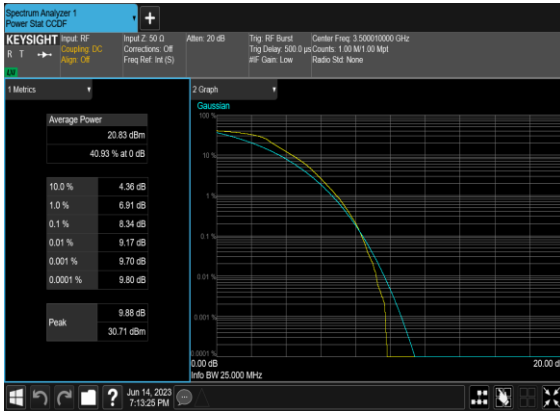 Spectrum Analyzer 1
Power Stat CCDF
KEYSIGHT
R T
LV
Input: RF
Coupling: DC
Align: Off
Input Z: 50 Ω
Corrections: Off
Freq Ref: Int (S)
Atten: 20 dB
Trig: RF Burst
Trig Delay: 500.0 µs
#IF Gain: Low
Center Freq: 3.500010000 GHz
Counts: 1.00 M/1.00 Mpt
Radio Std: None
1 Metrics
Average Power
20.83 dBm
40.93 % at 0 dB
10.0 % 4.36 dB
1.0 % 6.91 dB
0.1 % 8.34 dB
0.01 % 9.17 dB
0.001 % 9.70 dB
0.0001 % 9.80 dB
Peak
9.88 dB
30.71 dBm
2 Graph
Gaussian
100 %
10 %
1 %
0.1 %
0.01 %
0.001 %
0.0001 %
0.00 dB
20.00 d
Info BW 25.000 MHz
?
Jun 14, 2023
7:13:25 PM